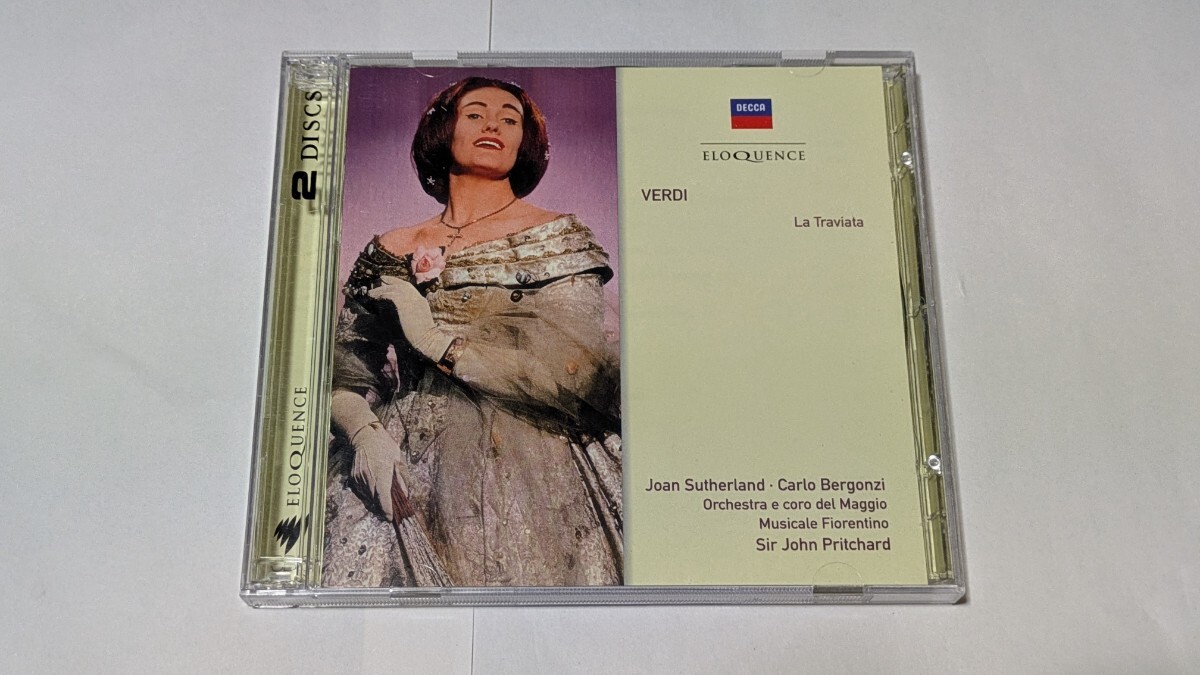 2 DISCS
ELOQUENCE
DECCA
ELOQUENCE
VERDI
La Traviata
Joan Sutherland · Carlo Bergonzi
Orchestra e coro del Maggio
Musicale Fiorentino
Sir John Pritchard